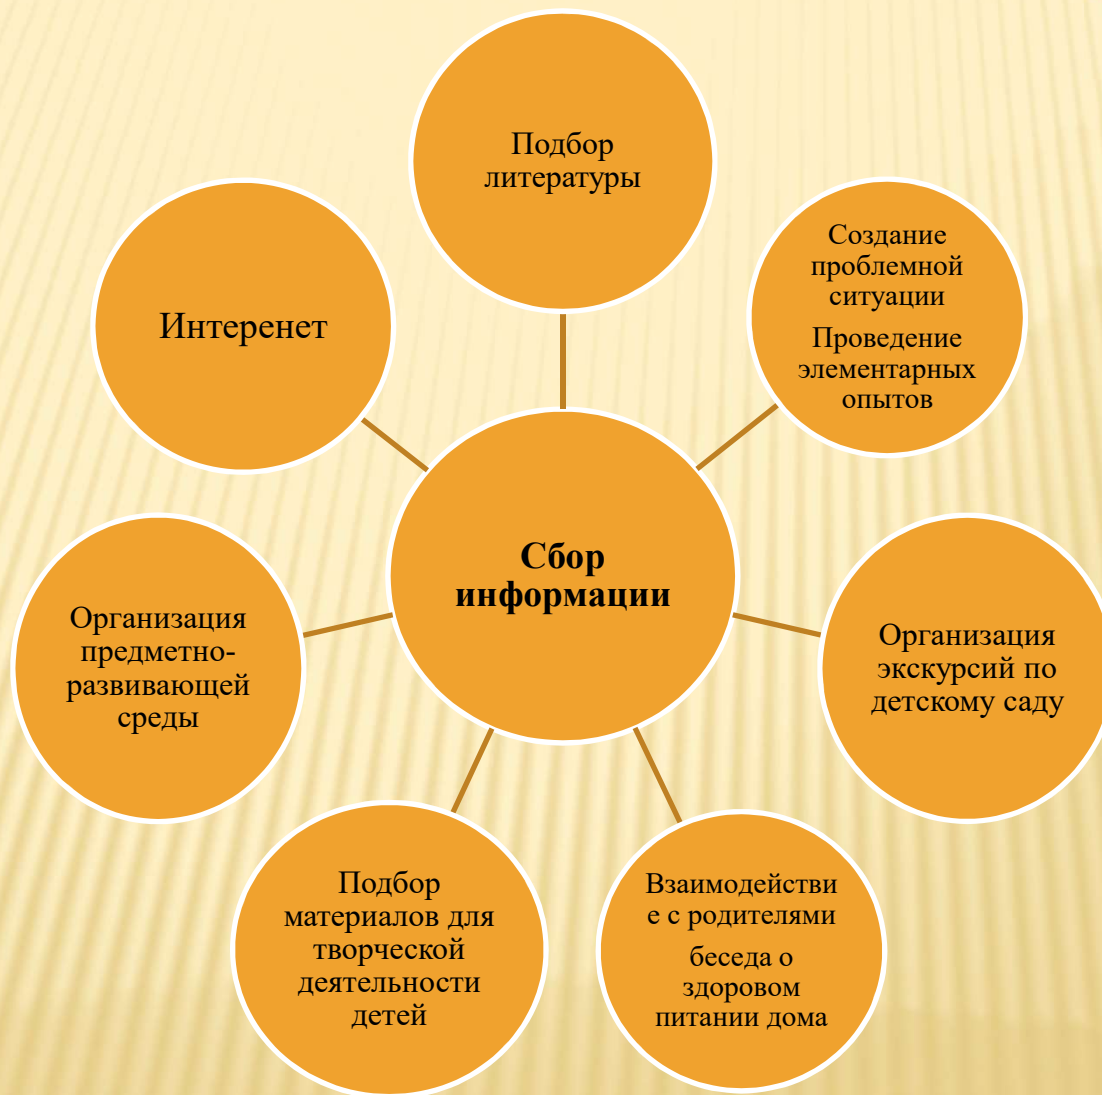 Подбор
литературы
Создание
проблемной
ситуации
Проведение
элементарных
опытов
Интеренет
Сбор
информации
Организация
предметно-
развивающей
среды
Организация
экскурсий по
детскому саду
Подбор
материалов для
творческой
деятельности
детей
Взаимодействи
е с родителями
беседа о
здоровом
питании дома